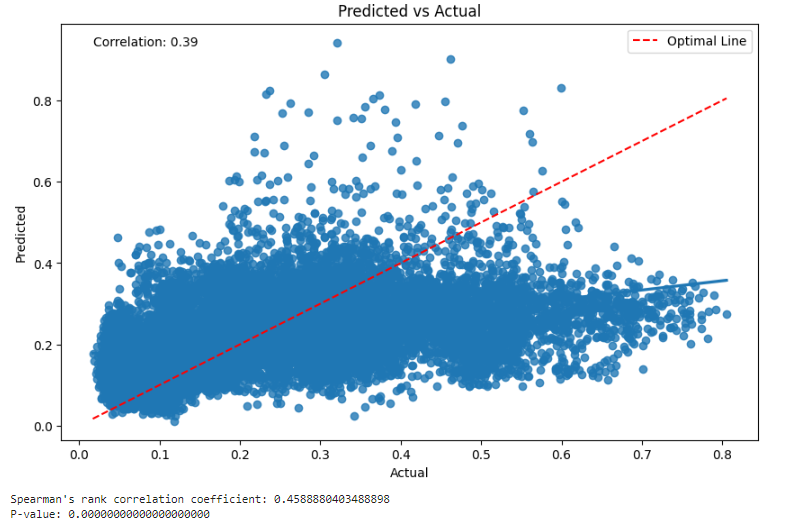 Predicted vs Actual
Correlation: 0.39
Optimal Line
0.8
0.6
0.4
0.2
0.0
Predicted
0.0 0.1 0.2 0.3 0.4 0.5 0.6 0.7 0.8
Actual
Spearman's rank correlation coefficient: 0.4588880403488898
P-value: 0.00000000000000000000